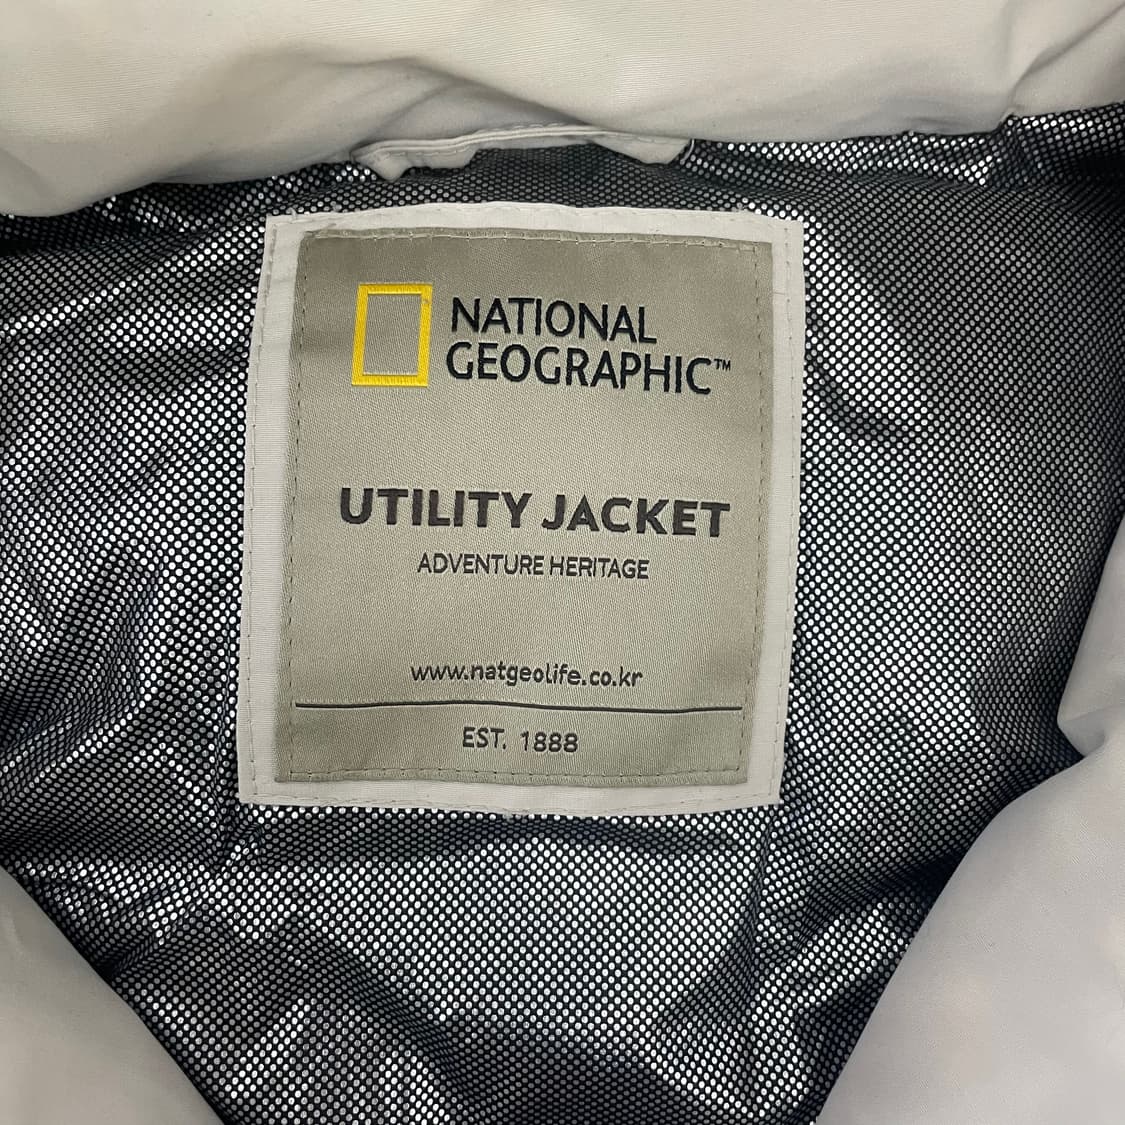 NATIONAL
GEOGRAPHIC™
UTILITY JACKET
ADVENTURE HERITAGE
www.natgeolife.co.kr
EST. 1888